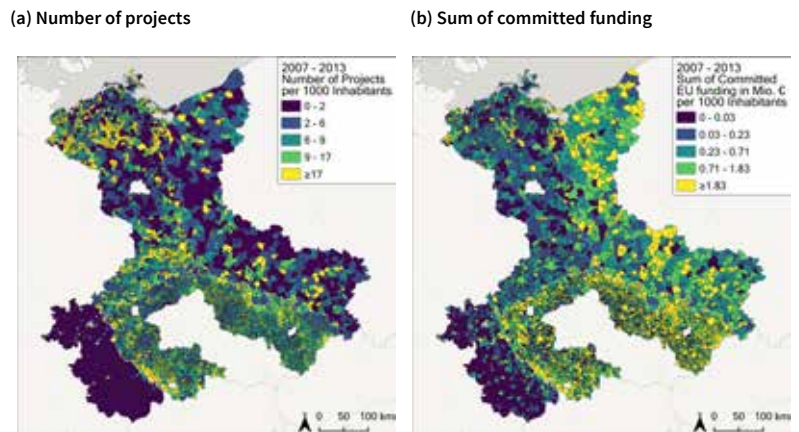 (a) Number of projects
(b) Sum of committed funding
2007 - 2013
Number of Projects
per 1000 Inhabitants
0 - 2
2 - 6
6 - 9
9 - 17
≥17
0 50 100 km
2007 - 2013
Sum of Committed
EU funding in Mio. €
per 1000 Inhabitants
0 - 0.03
0.03 - 0.23
0.23 - 0.71
0.71 - 1.83
≥1.83
0 50 100 km